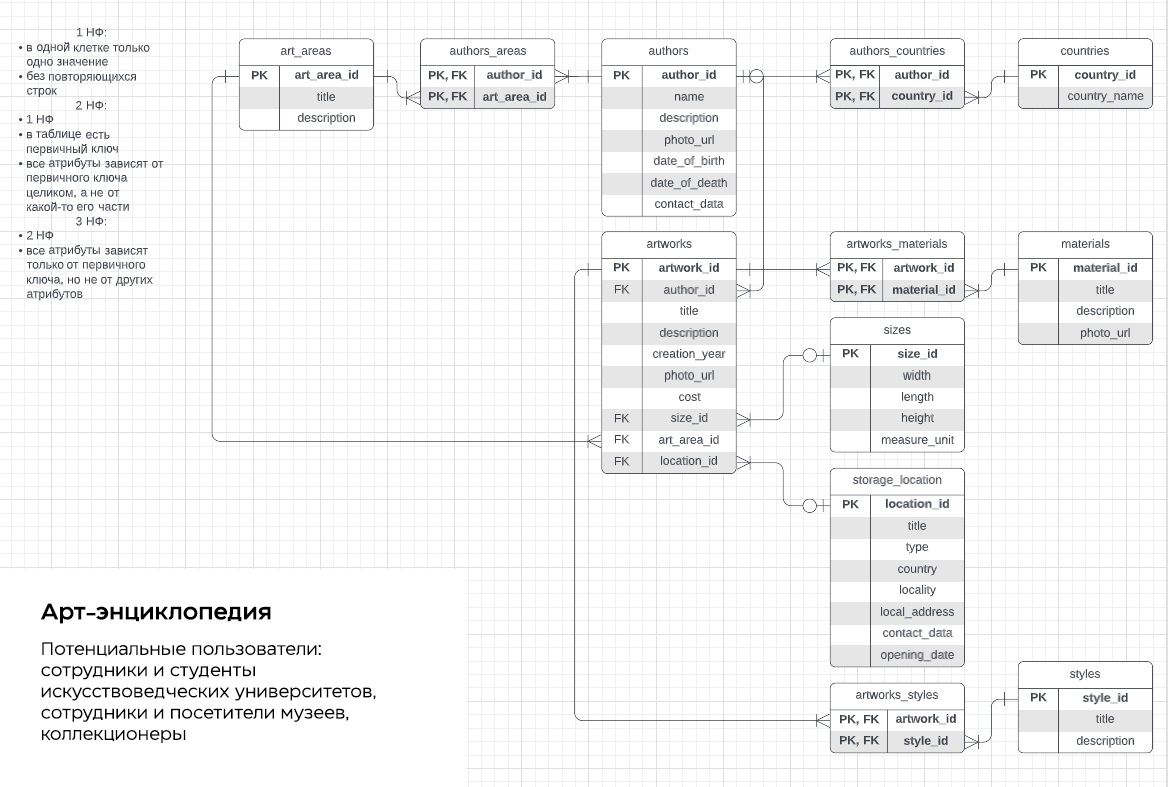 1 НФ:
• в одной клетке только
одно значение
• без повторяющихся
строк
2 НФ:
• 1 НФ
• в таблице есть
первичный ключ
• все атрибуты зависят от
первичного ключа
целиком, а не от
какой-то его части
3 НФ:
• 2 НФ
• все атрибуты зависят
только от первичного
ключа, но не от других
атрибутов
art_areas
PK art_area_id
title
description
authors_areas
PK, FK author_id
PK, FK art_area_id
authors
PK author_id
name
description
photo_url
date_of_birth
date_of_death
contact_data
authors_countries
PK, FK author_id
PK, FK country_id
countries
PK country_id
country_name
artworks
PK artwork_id
FK author_id
title
description
creation_year
photo_url
cost
FK size_id
FK art_area_id
FK location_id
artworks_materials
PK, FK artwork_id
PK, FK material_id
materials
PK material_id
title
description
photo_url
sizes
PK size_id
width
length
height
measure_unit
storage_location
PK location_id
title
type
country
locality
local_address
contact_data
opening_date
artworks_styles
PK, FK artwork_id
PK, FK style_id
styles
PK style_id
title
description
Арт-энциклопедия
Потенциальные пользователи:
сотрудники и студенты
искусствоведческих университетов,
сотрудники и посетители музеев,
коллекционеры